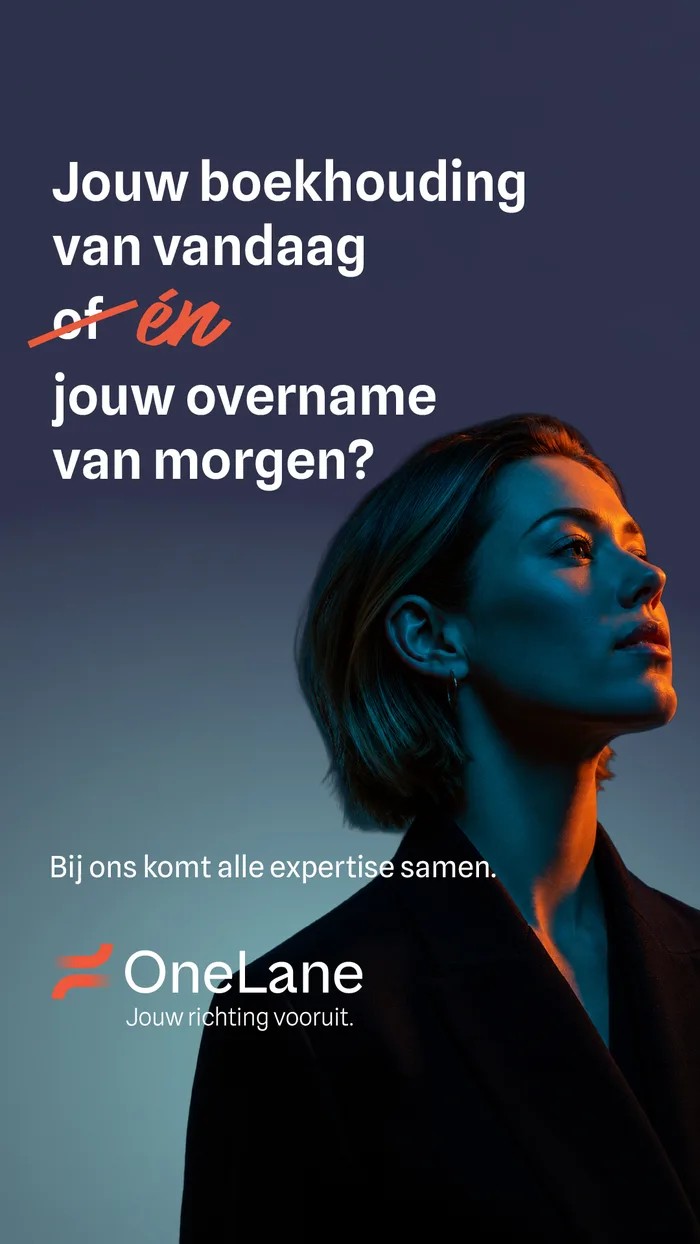 Jouw boekhouding
van vandaag
of én
jouw overname
van morgen?
Bij ons komt alle expertise samen.
OneLane
Jouw richting vooruit.